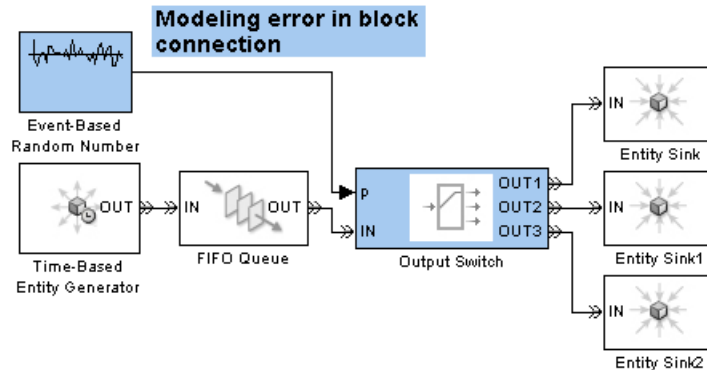 Modeling error in block
connection
Event-Based
Random Number
OUT
Time-Based
Entity Generator
IN
OUT
FIFO Queue
p
IN
OUT1
OUT2
OUT3
Output Switch
IN
Entity Sink
IN
Entity Sink1
IN
Entity Sink2